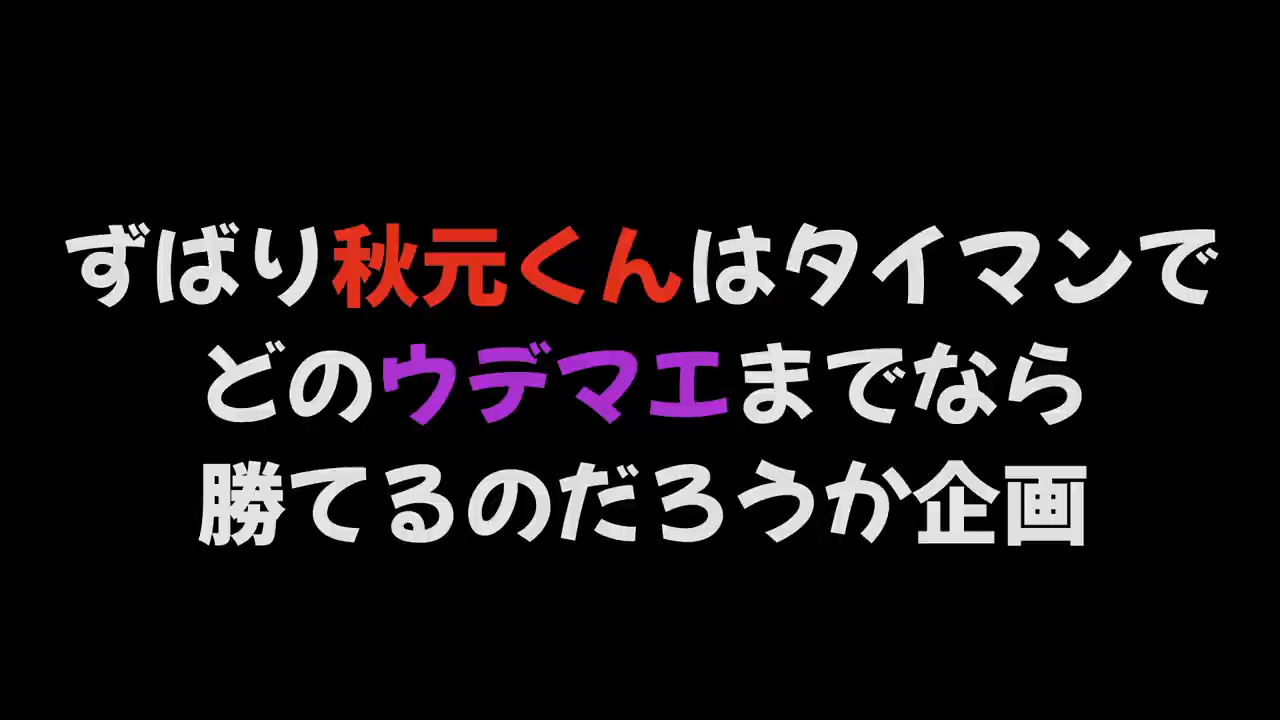 ずばり秋元くんはタイマンで
どのウデマエまでなら
勝てるのだろうか企画